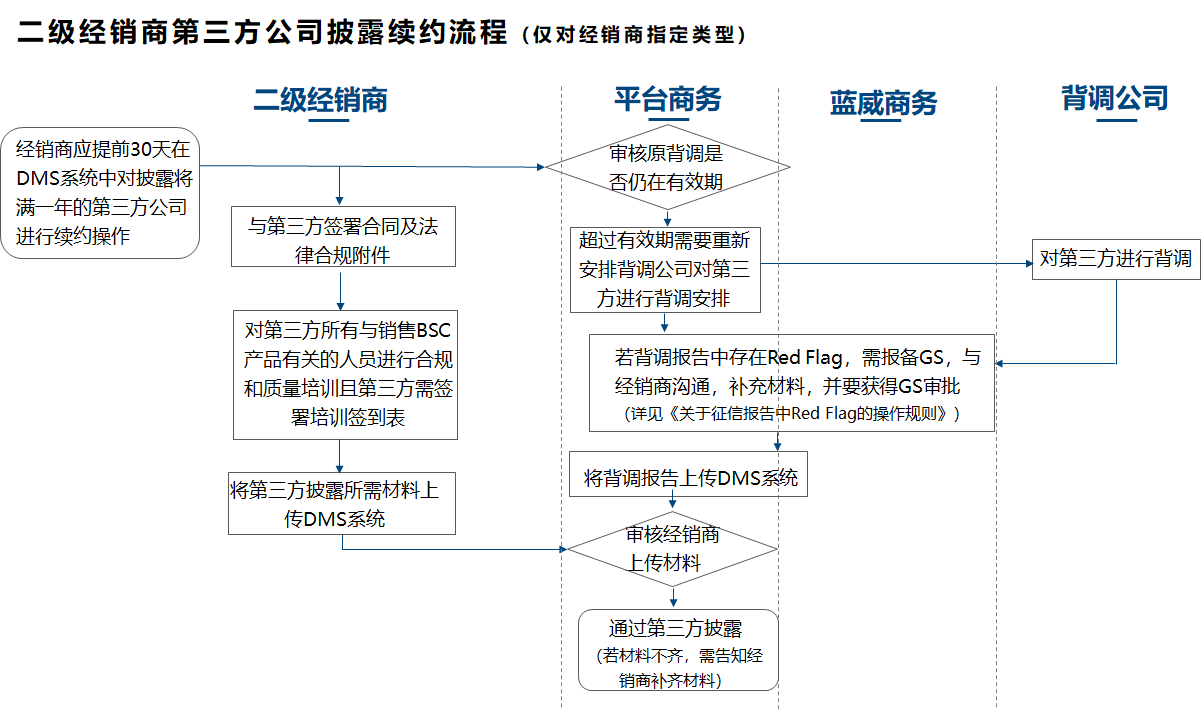 二级经销商第三方公司披露续约流程（仅对经销商指定类型）
二级经销商
平台商务
蓝威商务
背调公司
经销商应提前30天在
DMS系统中对披露将
满一年的第三方公司
进行续约操作
审核原背调是
否仍在有效期
与第三方签署合同及法
律合规附件
超过有效期需要重新
安排背调公司对第三
方进行背调安排
对第三方进行背调
对第三方所有与销售BSC
产品有关的人员进行合规
和质量培训且第三方需签
署培训签到表
若背调报告中存在Red Flag，需报备GS，与
经销商沟通，补充材料，并要获得GS审批
（详见《关于征信报告中Red Flag的操作规则》）
将第三方披露所需材料上
传DMS系统
将背调报告上传DMS系统
审核经销商
上传材料
通过第三方披露
（若材料不齐，需告知经
销商补齐材料）